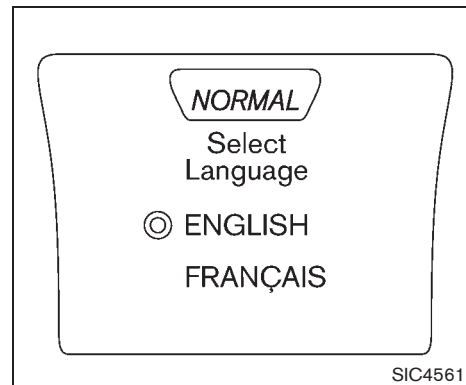 NORMAL
Select
Language
ENGLISH
FRANÇAIS
SIC4561